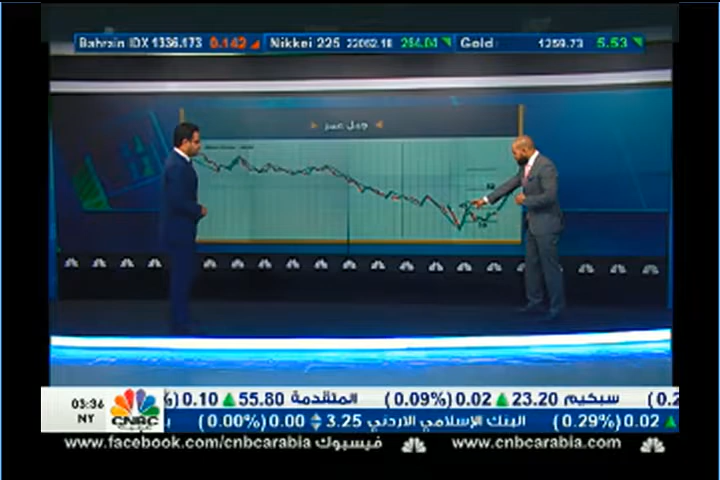 Bahrain IDX 1336.173 0.142 Nikkei 225 22062.18 264.04 Gold 1259.73 5.53
جبل عمر
03:36
NY
CNBC
%) 0.10 55.80 المتقدمة (0.09%) 0.02 23.20 سبكيم (0.2
(0.00%) 0.00 3.25 البنك الإسلامي الاردني (0.29%) 0.02
www.facebook.com/cnbcarabia فيسبوك www.cnbcarabia.com